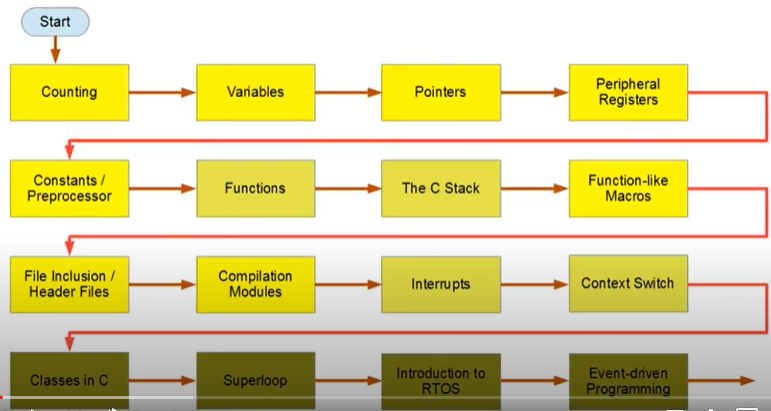 Start
Counting
Variables
Pointers
Peripheral
Registers
Constants /
Preprocessor
Functions
The C Stack
Function-like
Macros
File Inclusion /
Header Files
Compilation
Modules
Interrupts
Context Switch
Classes in C
Superloop
Introduction to
RTOS
Event-driven
Programming